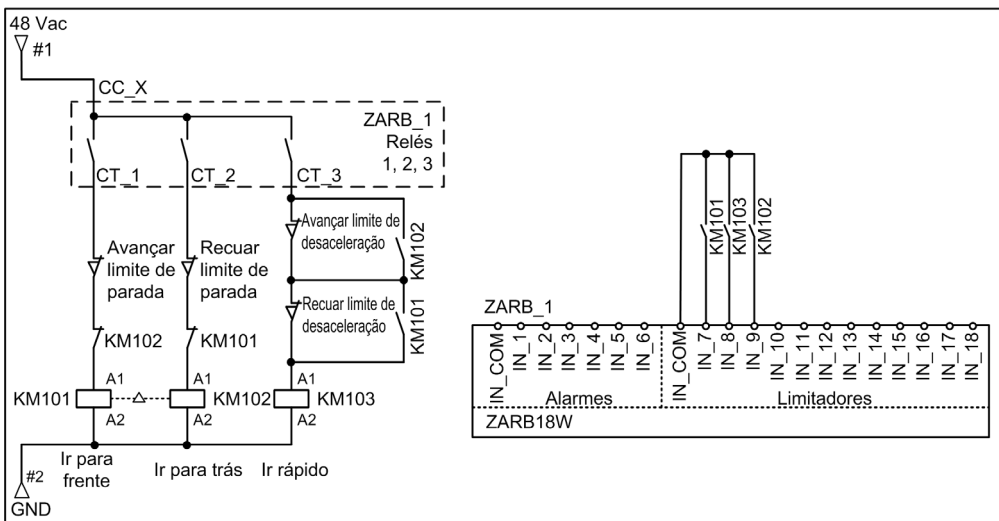 48 Vac
#1
CC_X
ZARB_1
Relés
1, 2, 3
CT_1
CT_2
CT_3
Avançar
limite de
parada
Recuar
limite de
parada
Avançar limite de
desaceleração
KM102
Recuar limite de
desaceleração
KM101
KM102
KM101
A1
A1
A1
KM101
KM102
KM103
A2
A2
A2
Ir para
frente
Ir para trás
Ir rápido
#2
GND
KM101
KM103
KM102
ZARB_1
IN_COM
IN_1
IN_2
IN_3
IN_4
IN_5
IN_6
IN_COM
IN_7
IN_8
IN_9
IN_10
IN_11
IN_12
IN_13
IN_14
IN_15
IN_16
IN_17
IN_18
Alarmes
Limitadores
ZARB18W